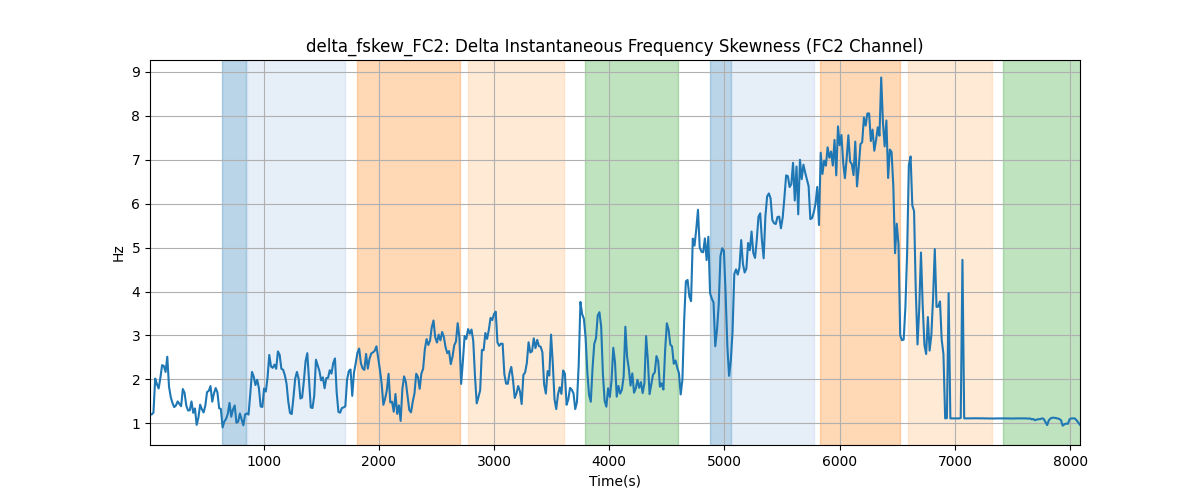 delta_fskew_FC2: Delta Instantaneous Frequency Skewness (FC2 Channel)
9
8
7
6
5
4
3
2
1
Hz
1000 2000 3000 4000 5000 6000 7000 8000
Time(s)